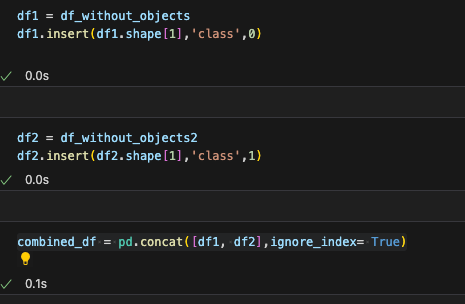 df1 = df_without_objects
df1.insert(df1.shape[1],'class',0)
0.0s
df2 = df_without_objects2
df2.insert(df2.shape[1],'class',1)
0.0s
combined_df = pd.concat([df1, df2],ignore_index= True)
0.1s